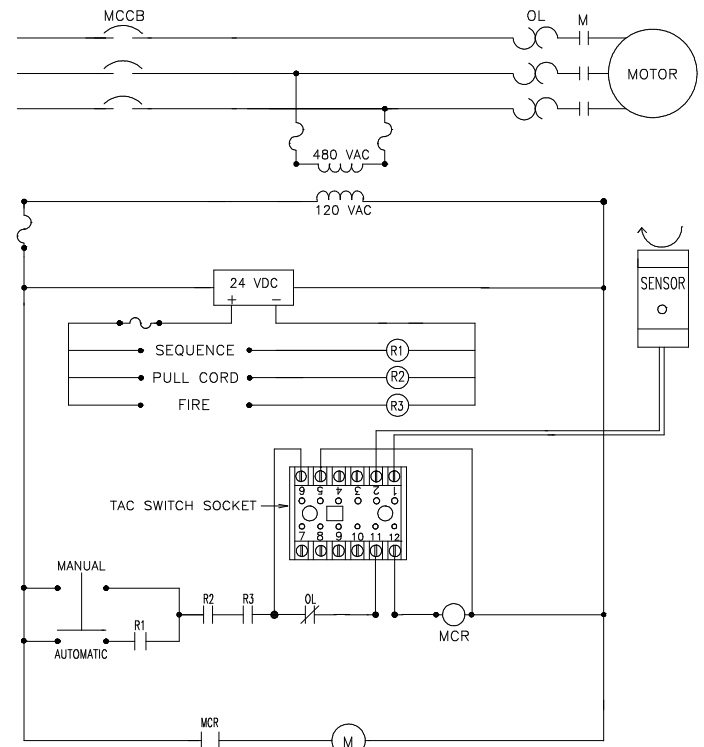 MCCB
OL
M
MOTOR
480 VAC
120 VAC
24 VDC
+ −
SENSOR
SEQUENCE
R1
PULL CORD
R2
FIRE
R3
6 5 4 3 2 1
TAC SWITCH SOCKET
7 8 9 10 11 12
MANUAL
R2
R3
OL
R1
AUTOMATIC
MCR
MCR
M